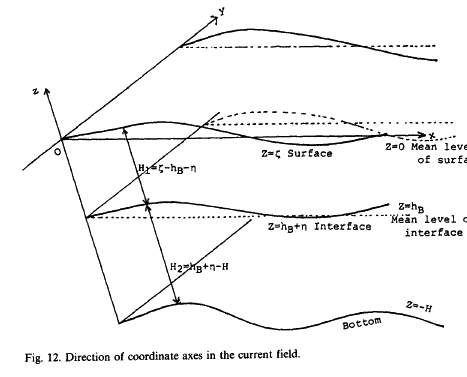 y
z
x
O
Z=ζ Surface
Z=0 Mean level
of surfa
H₁=ζ-h_B-η
Z=h_B
Z=h_B+η Interface
Mean level o
interface
H₂=h_B+η-H
Z=-H
Bottom
Fig. 12. Direction of coordinate axes in the current field.